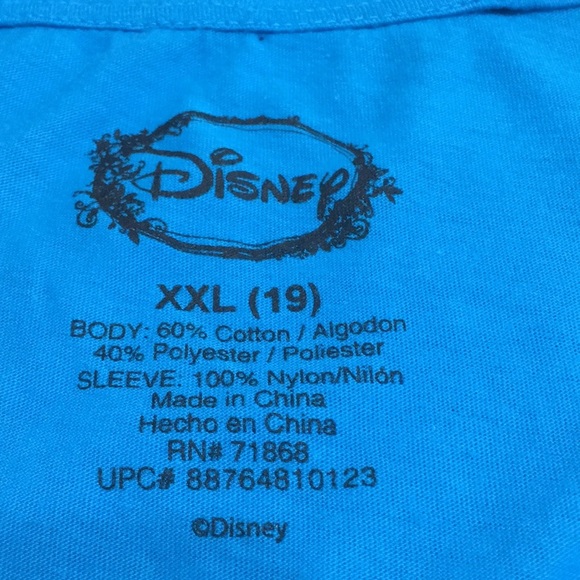 Disney
XXL (19)
BODY: 60% Cotton / Algodon
40% Polyester / Poliester
SLEEVE: 100% Nylon/Nilón
Made in China
Hecho en China
RN# 71868
UPC# 88764810123
©Disney